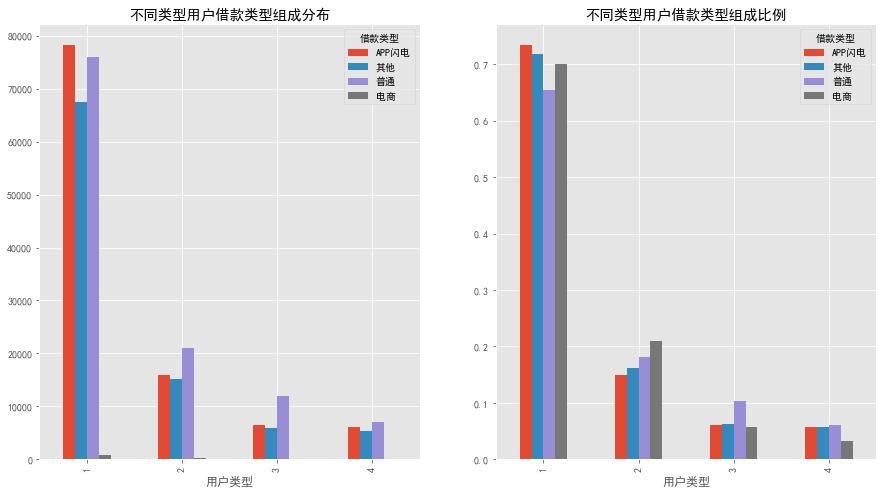 不同类型用户借款类型组成分布
借款类型
APP闪电
其他
普通
电商
80000
70000
60000
50000
40000
30000
20000
10000
0
1
2
3
4
用户类型
不同类型用户借款类型组成比例
借款类型
APP闪电
其他
普通
电商
0.7
0.6
0.5
0.4
0.3
0.2
0.1
0.0
1
2
3
4
用户类型